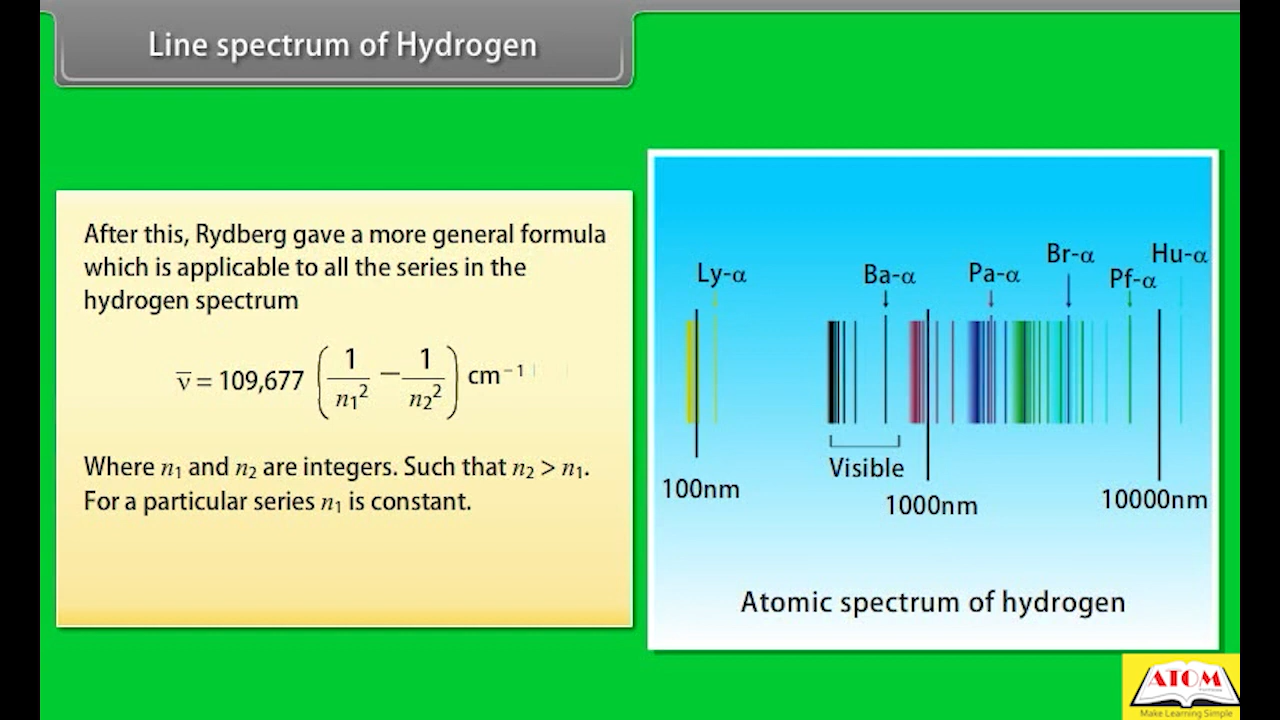 Line spectrum of Hydrogen
After this, Rydberg gave a more general formula
which is applicable to all the series in the
hydrogen spectrum
ν̅ = 109,677 (1/n₁² − 1/n₂²) cm⁻¹
Where n₁ and n₂ are integers. Such that n₂ > n₁.
For a particular series n₁ is constant.
Ly-α Ba-α Pa-α Br-α Pf-α Hu-α
Visible
100nm 1000nm 10000nm
Atomic spectrum of hydrogen
ATOM
Make Learning Simple